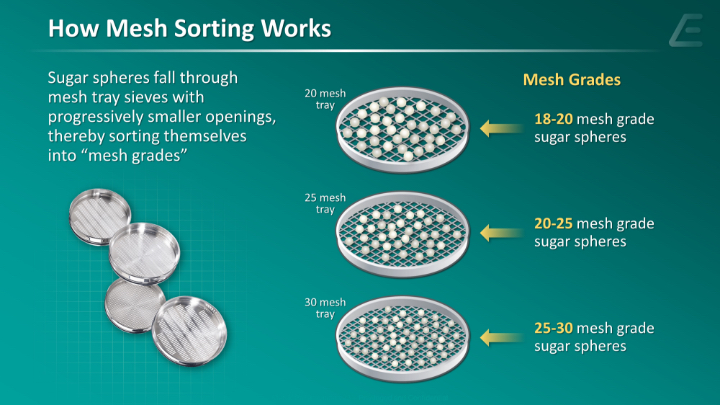 How Mesh Sorting Works
Sugar spheres fall through
mesh tray sieves with
progressively smaller openings,
thereby sorting themselves
into “mesh grades”
20 mesh
tray
25 mesh
tray
30 mesh
tray
Mesh Grades
18-20 mesh grade
sugar spheres
20-25 mesh grade
sugar spheres
25-30 mesh grade
sugar spheres